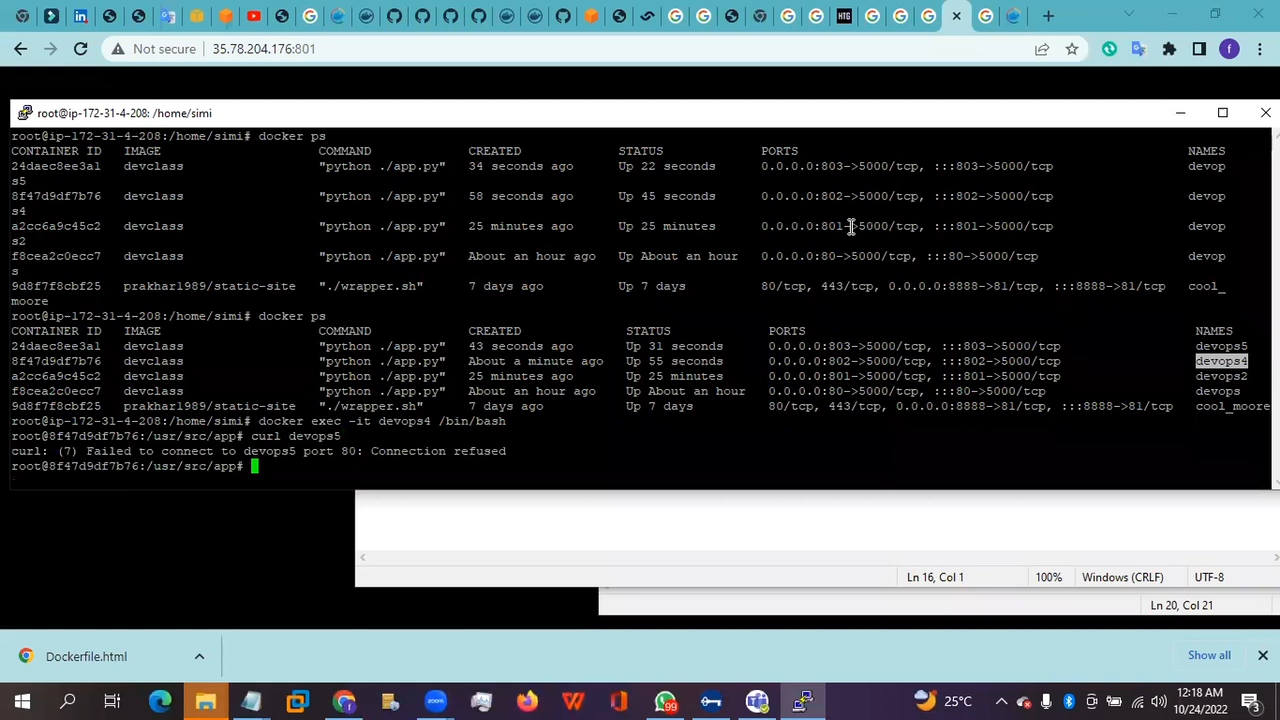 Not secure | 35.78.204.176:801
root@ip-172-31-4-208: /home/simi
root@ip-172-31-4-208:/home/simi# docker ps
CONTAINER ID IMAGE COMMAND CREATED STATUS PORTS NAMES
24daec8ee3a1 devclass "python ./app.py" 34 seconds ago Up 22 seconds 0.0.0.0:803->5000/tcp, :::803->5000/tcp devop
s5
8f47d9df7b76 devclass "python ./app.py" 58 seconds ago Up 45 seconds 0.0.0.0:802->5000/tcp, :::802->5000/tcp devop
s4
a2cc6a9c45c2 devclass "python ./app.py" 25 minutes ago Up 25 minutes 0.0.0.0:801->5000/tcp, :::801->5000/tcp devop
s2
f8cea2c0ecc7 devclass "python ./app.py" About an hour ago Up About an hour 0.0.0.0:80->5000/tcp, :::80->5000/tcp devop
s
9d8f7f8cbf25 prakhar1989/static-site "./wrapper.sh" 7 days ago Up 7 days 80/tcp, 443/tcp, 0.0.0.0:8888->81/tcp, :::8888->81/tcp cool_
moore
root@ip-172-31-4-208:/home/simi# docker ps
CONTAINER ID IMAGE COMMAND CREATED STATUS PORTS NAMES
24daec8ee3a1 devclass "python ./app.py" 43 seconds ago Up 31 seconds 0.0.0.0:803->5000/tcp, :::803->5000/tcp devops5
8f47d9df7b76 devclass "python ./app.py" About a minute ago Up 55 seconds 0.0.0.0:802->5000/tcp, :::802->5000/tcp devops4
a2cc6a9c45c2 devclass "python ./app.py" 25 minutes ago Up 25 minutes 0.0.0.0:801->5000/tcp, :::801->5000/tcp devops2
f8cea2c0ecc7 devclass "python ./app.py" About an hour ago Up About an hour 0.0.0.0:80->5000/tcp, :::80->5000/tcp devops
9d8f7f8cbf25 prakhar1989/static-site "./wrapper.sh" 7 days ago Up 7 days 80/tcp, 443/tcp, 0.0.0.0:8888->81/tcp, :::8888->81/tcp cool_moore
root@ip-172-31-4-208:/home/simi# docker exec -it devops4 /bin/bash
root@8f47d9df7b76:/usr/src/app# curl devops5
curl: (7) Failed to connect to devops5 port 80: Connection refused
root@8f47d9df7b76:/usr/src/app#
Ln 16, Col 1 100% Windows (CRLF) UTF-8
Ln 20, Col 21
Dockerfile.html Show all
25°C 12:18 AM
10/24/2022